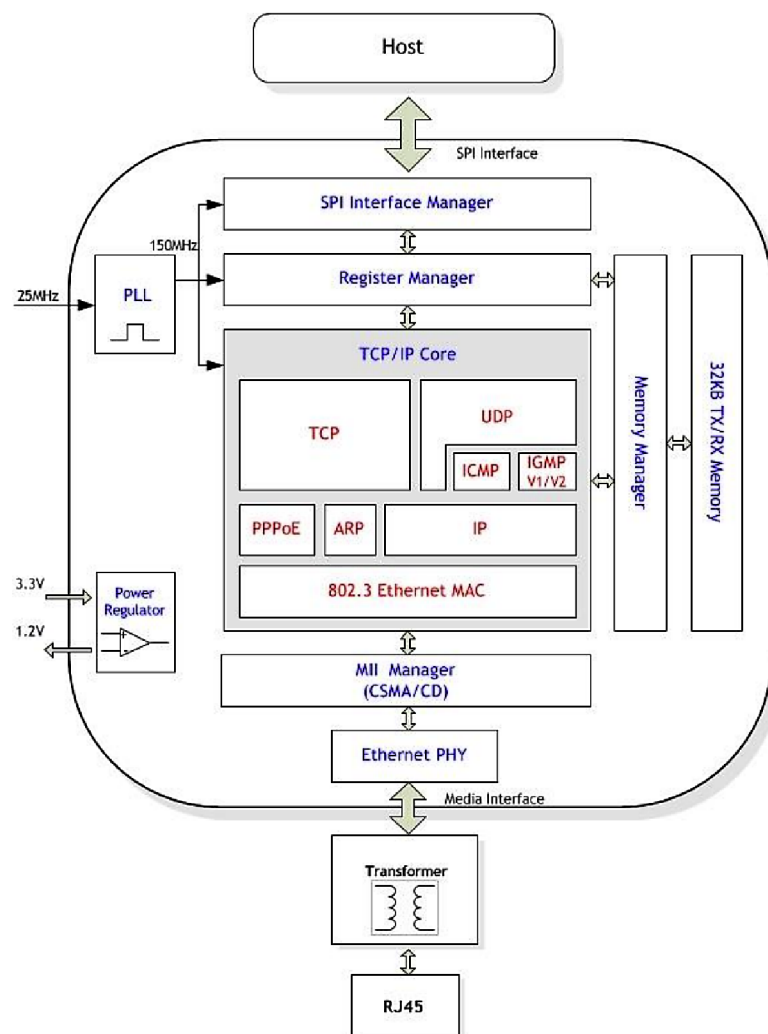 Host
SPI Interface
SPI Interface Manager
150MHz
Register Manager
25MHz
PLL
TCP/IP Core
TCP
UDP
ICMP
IGMP
V1/V2
PPPoE
ARP
IP
802.3 Ethernet MAC
Memory Manager
32KB TX/RX Memory
3.3V
1.2V
Power
Regulator
MII Manager
(CSMA/CD)
Ethernet PHY
Media Interface
Transformer
RJ45